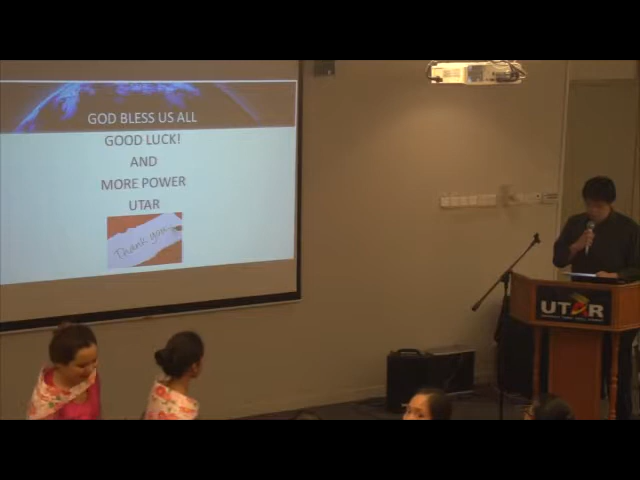 GOD BLESS US ALL
GOOD LUCK!
AND
MORE POWER
UTAR
Thank you
UTAR